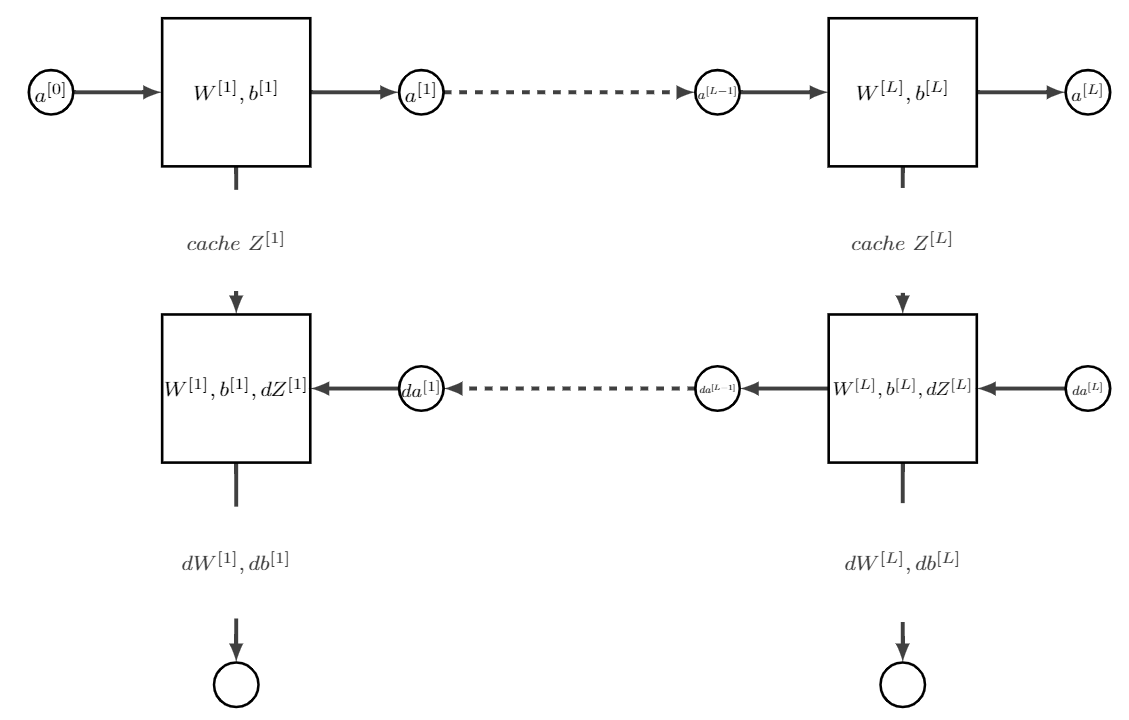 a^{[0]} W^{[1]}, b^{[1]} a^{[1]} a^{[L-1]} W^{[L]}, b^{[L]} a^{[L]}
cache Z^{[1]} cache Z^{[L]}
W^{[1]}, b^{[1]}, dZ^{[1]} da^{[1]} da^{[L-1]} W^{[L]}, b^{[L]}, dZ^{[L]} da^{[L]}
dW^{[1]}, db^{[1]} dW^{[L]}, db^{[L]}